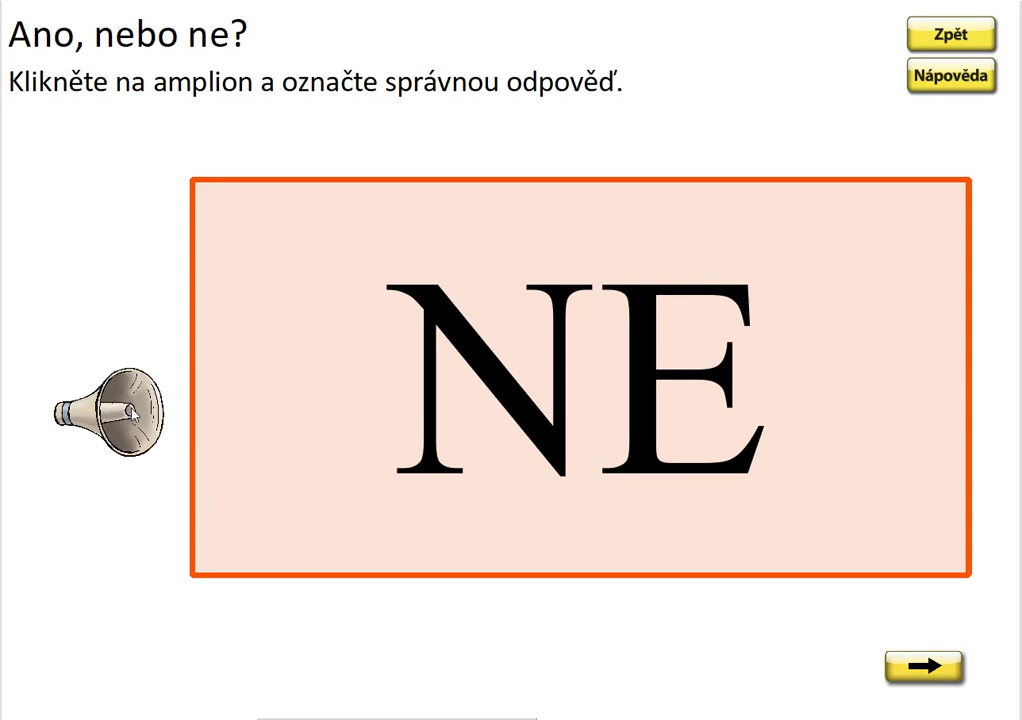 Ano, nebo ne?
Zpět
Klikněte na amplion a označte správnou odpověď.
Nápověda
NE